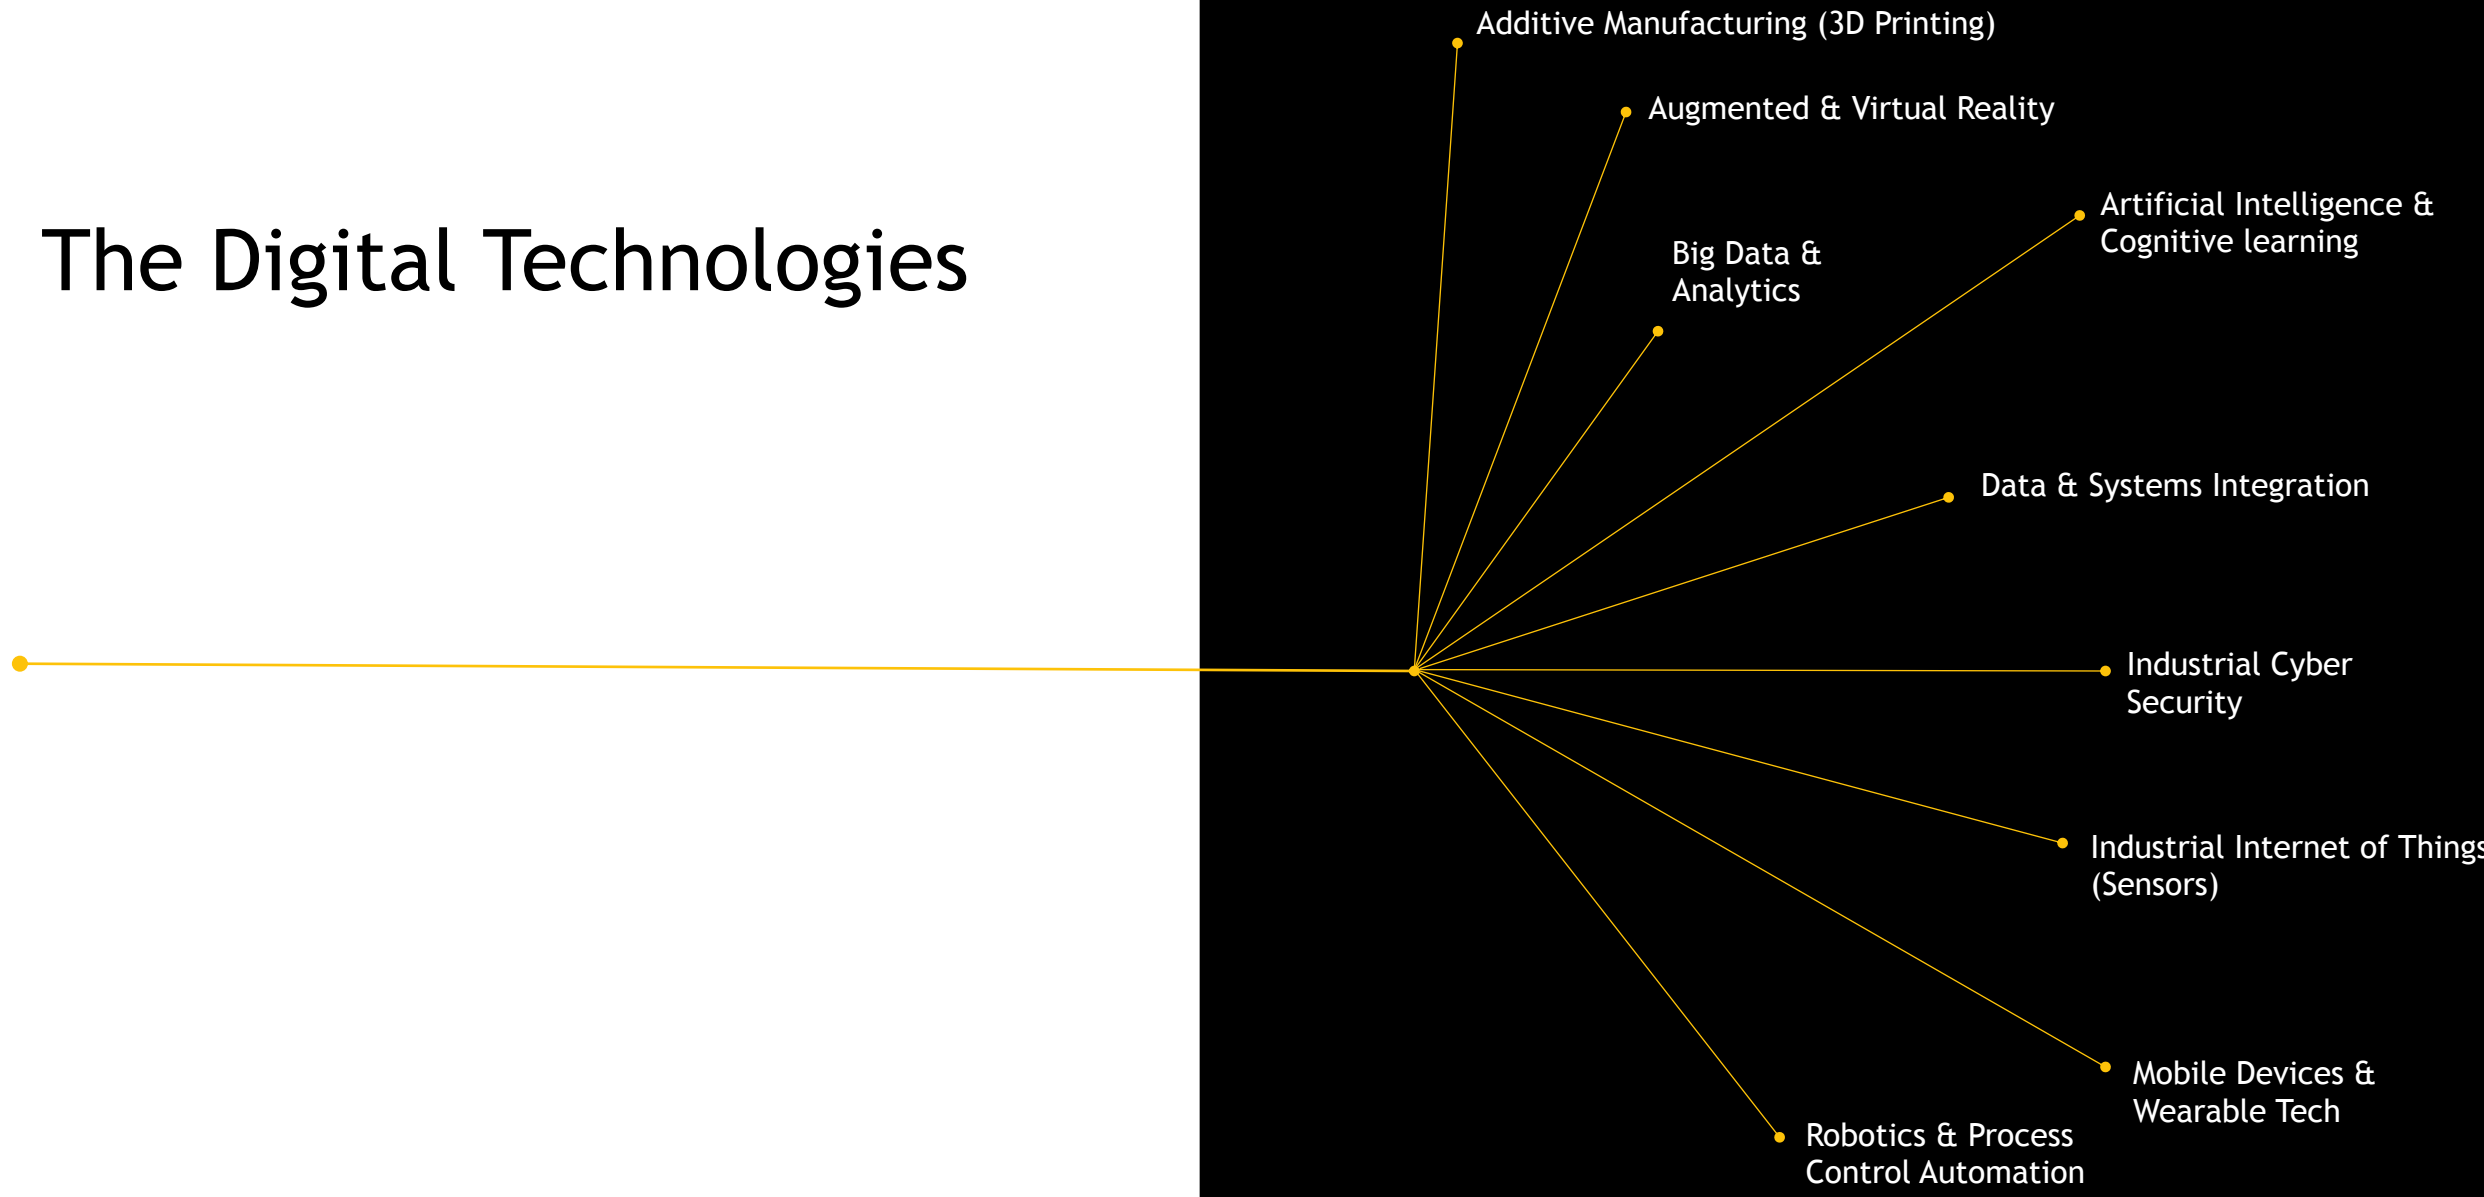 The Digital Technologies
Additive Manufacturing (3D Printing)
Augmented & Virtual Reality
Artificial Intelligence &
Cognitive learning
Big Data &
Analytics
Data & Systems Integration
Industrial Cyber
Security
Industrial Internet of Things
(Sensors)
Mobile Devices &
Wearable Tech
Robotics & Process
Control Automation